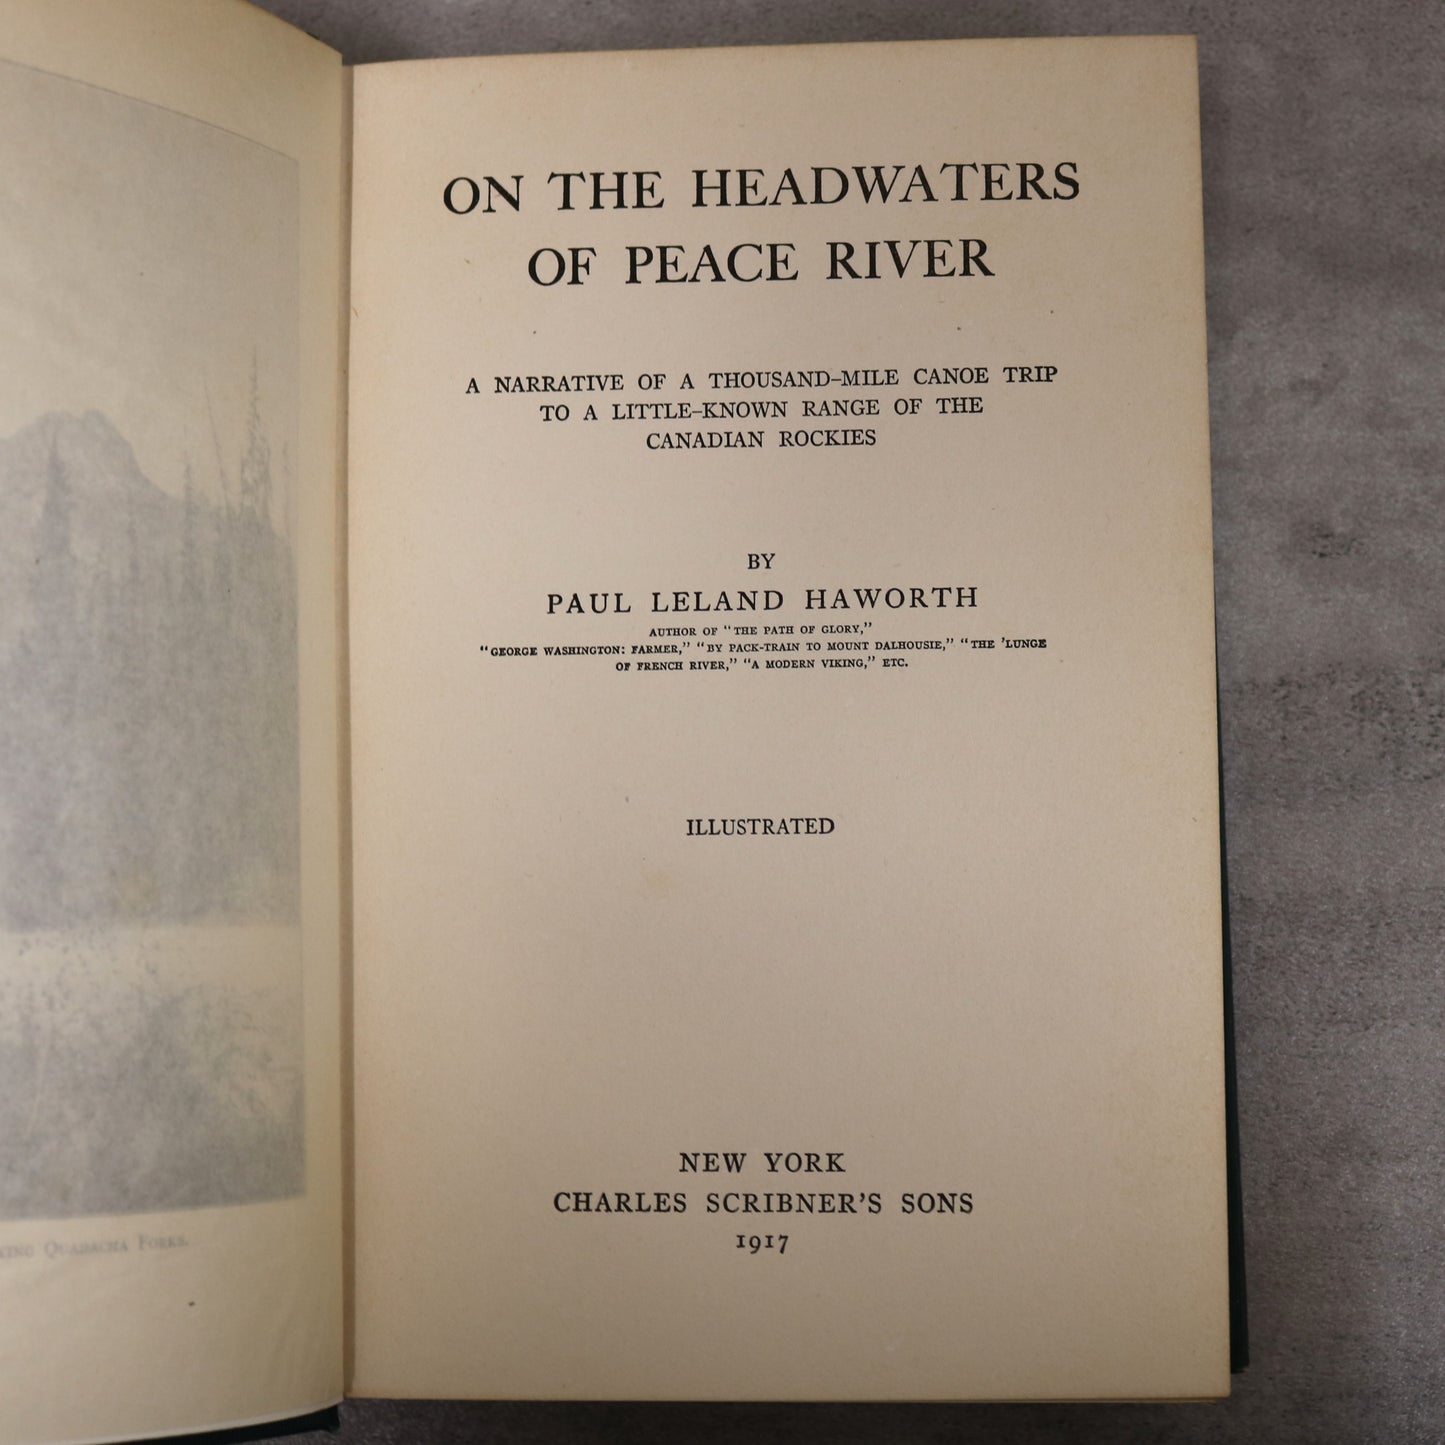 QUADACHA FORKS.
ON THE HEADWATERS
OF PEACE RIVER
A NARRATIVE OF A THOUSAND–MILE CANOE TRIP
TO A LITTLE–KNOWN RANGE OF THE
CANADIAN ROCKIES
BY
PAUL LELAND HAWORTH
AUTHOR OF "THE PATH OF GLORY,"
"GEORGE WASHINGTON: FARMER," "BY PACK-TRAIN TO MOUNT DALHOUSIE," "THE 'LUNGE
OF FRENCH RIVER," "A MODERN VIKING," ETC.
ILLUSTRATED
NEW YORK
CHARLES SCRIBNER'S SONS
1917